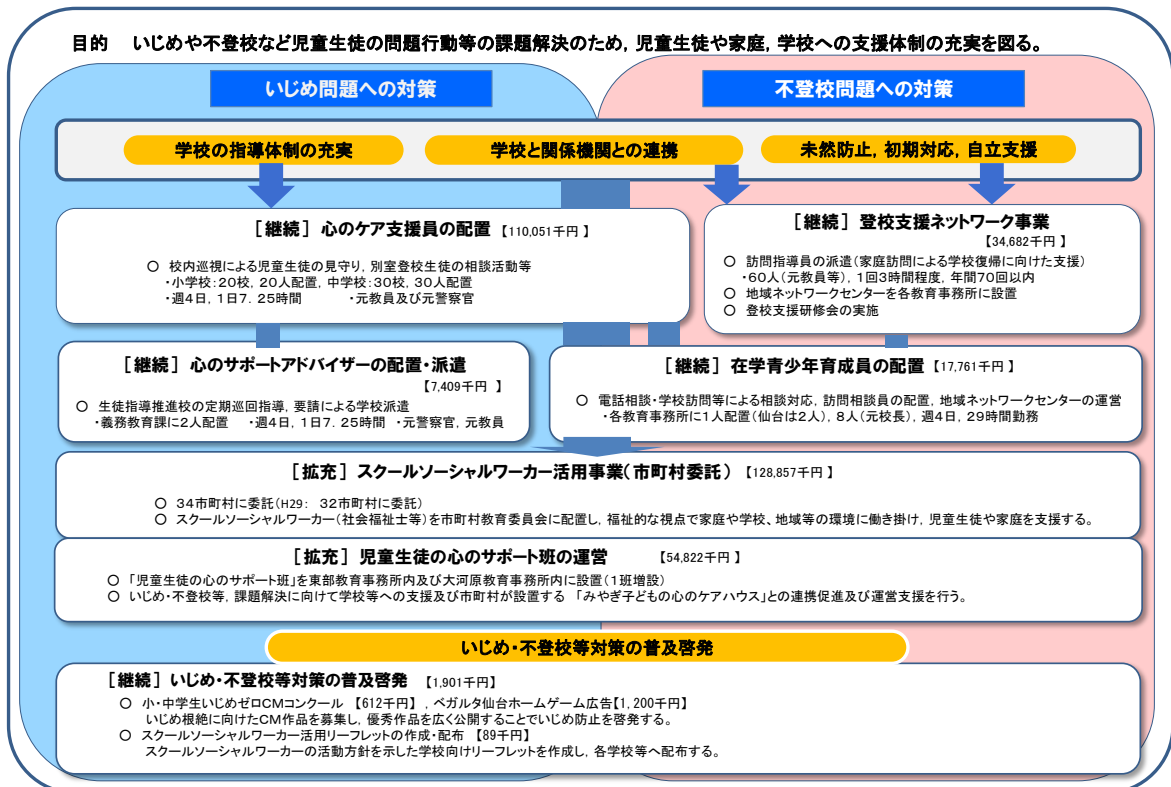 目的　いじめや不登校など児童生徒の問題行動等の課題解決のため，児童生徒や家庭，学校への支援体制の充実を図る。
いじめ問題への対策
不登校問題への対策
学校の指導体制の充実
学校と関係機関との連携
未然防止，初期対応，自立支援
［継続］心のケア支援員の配置 【110,051千円 】
○ 校内巡視による児童生徒の見守り，別室登校生徒の相談活動等
・小学校：20校，20人配置，中学校：30校，30人配置
・週4日，1日7．25時間　・元教員及び元警察官
［継続］登校支援ネットワーク事業
【34,682千円 】
○ 訪問指導員の派遣（家庭訪問による学校復帰に向けた支援）
・60人（元教員等），1回3時間程度，年間70回以内
○ 地域ネットワークセンターを各教育事務所に設置
○ 登校支援研修会の実施
［継続］心のサポートアドバイザーの配置・派遣
【7,409千円 】
○ 生徒指導推進校の定期巡回指導，要請による学校派遣
・義務教育課に2人配置　・週4日，1日7．25時間　・元警察官，元教員
［継続］在学青少年育成員の配置 【17,761千円 】
○ 電話相談・学校訪問等による相談対応，訪問相談員の配置，地域ネットワークセンターの運営
・各教育事務所に1人配置（仙台は2人），8人（元校長），週4日，29時間勤務
［拡充］スクールソーシャルワーカー活用事業（市町村委託） 【128,857千円 】
○ 34市町村に委託（H29：　32市町村に委託）
○ スクールソーシャルワーカー（社会福祉士等）を市町村教育委員会に配置し，福祉的な視点で家庭や学校、地域等の環境に働き掛け，児童生徒や家庭を支援する。
［拡充］児童生徒の心のサポート班の運営　【54,822千円 】
○ 「児童生徒の心のサポート班」を東部教育事務所内及び大河原教育事務所内に設置（1班増設）
○ いじめ・不登校等，課題解決に向けて学校等への支援及び市町村が設置する 「みやぎ子どもの心のケアハウス」との連携促進及び運営支援を行う。
いじめ・不登校等対策の普及啓発
［継続］いじめ・不登校等対策の普及啓発 【1,901千円】
○ 小・中学生いじめゼロCMコンクール 【612千円】 ，ベガルタ仙台ホームゲーム広告【1，200千円】
いじめ根絶に向けたCM作品を募集し，優秀作品を広く公開することでいじめ防止を啓発する。
○ スクールソーシャルワーカー活用リーフレットの作成・配布 【89千円】
スクールソーシャルワーカーの活動方針を示した学校向けリーフレットを作成し，各学校等へ配布する。